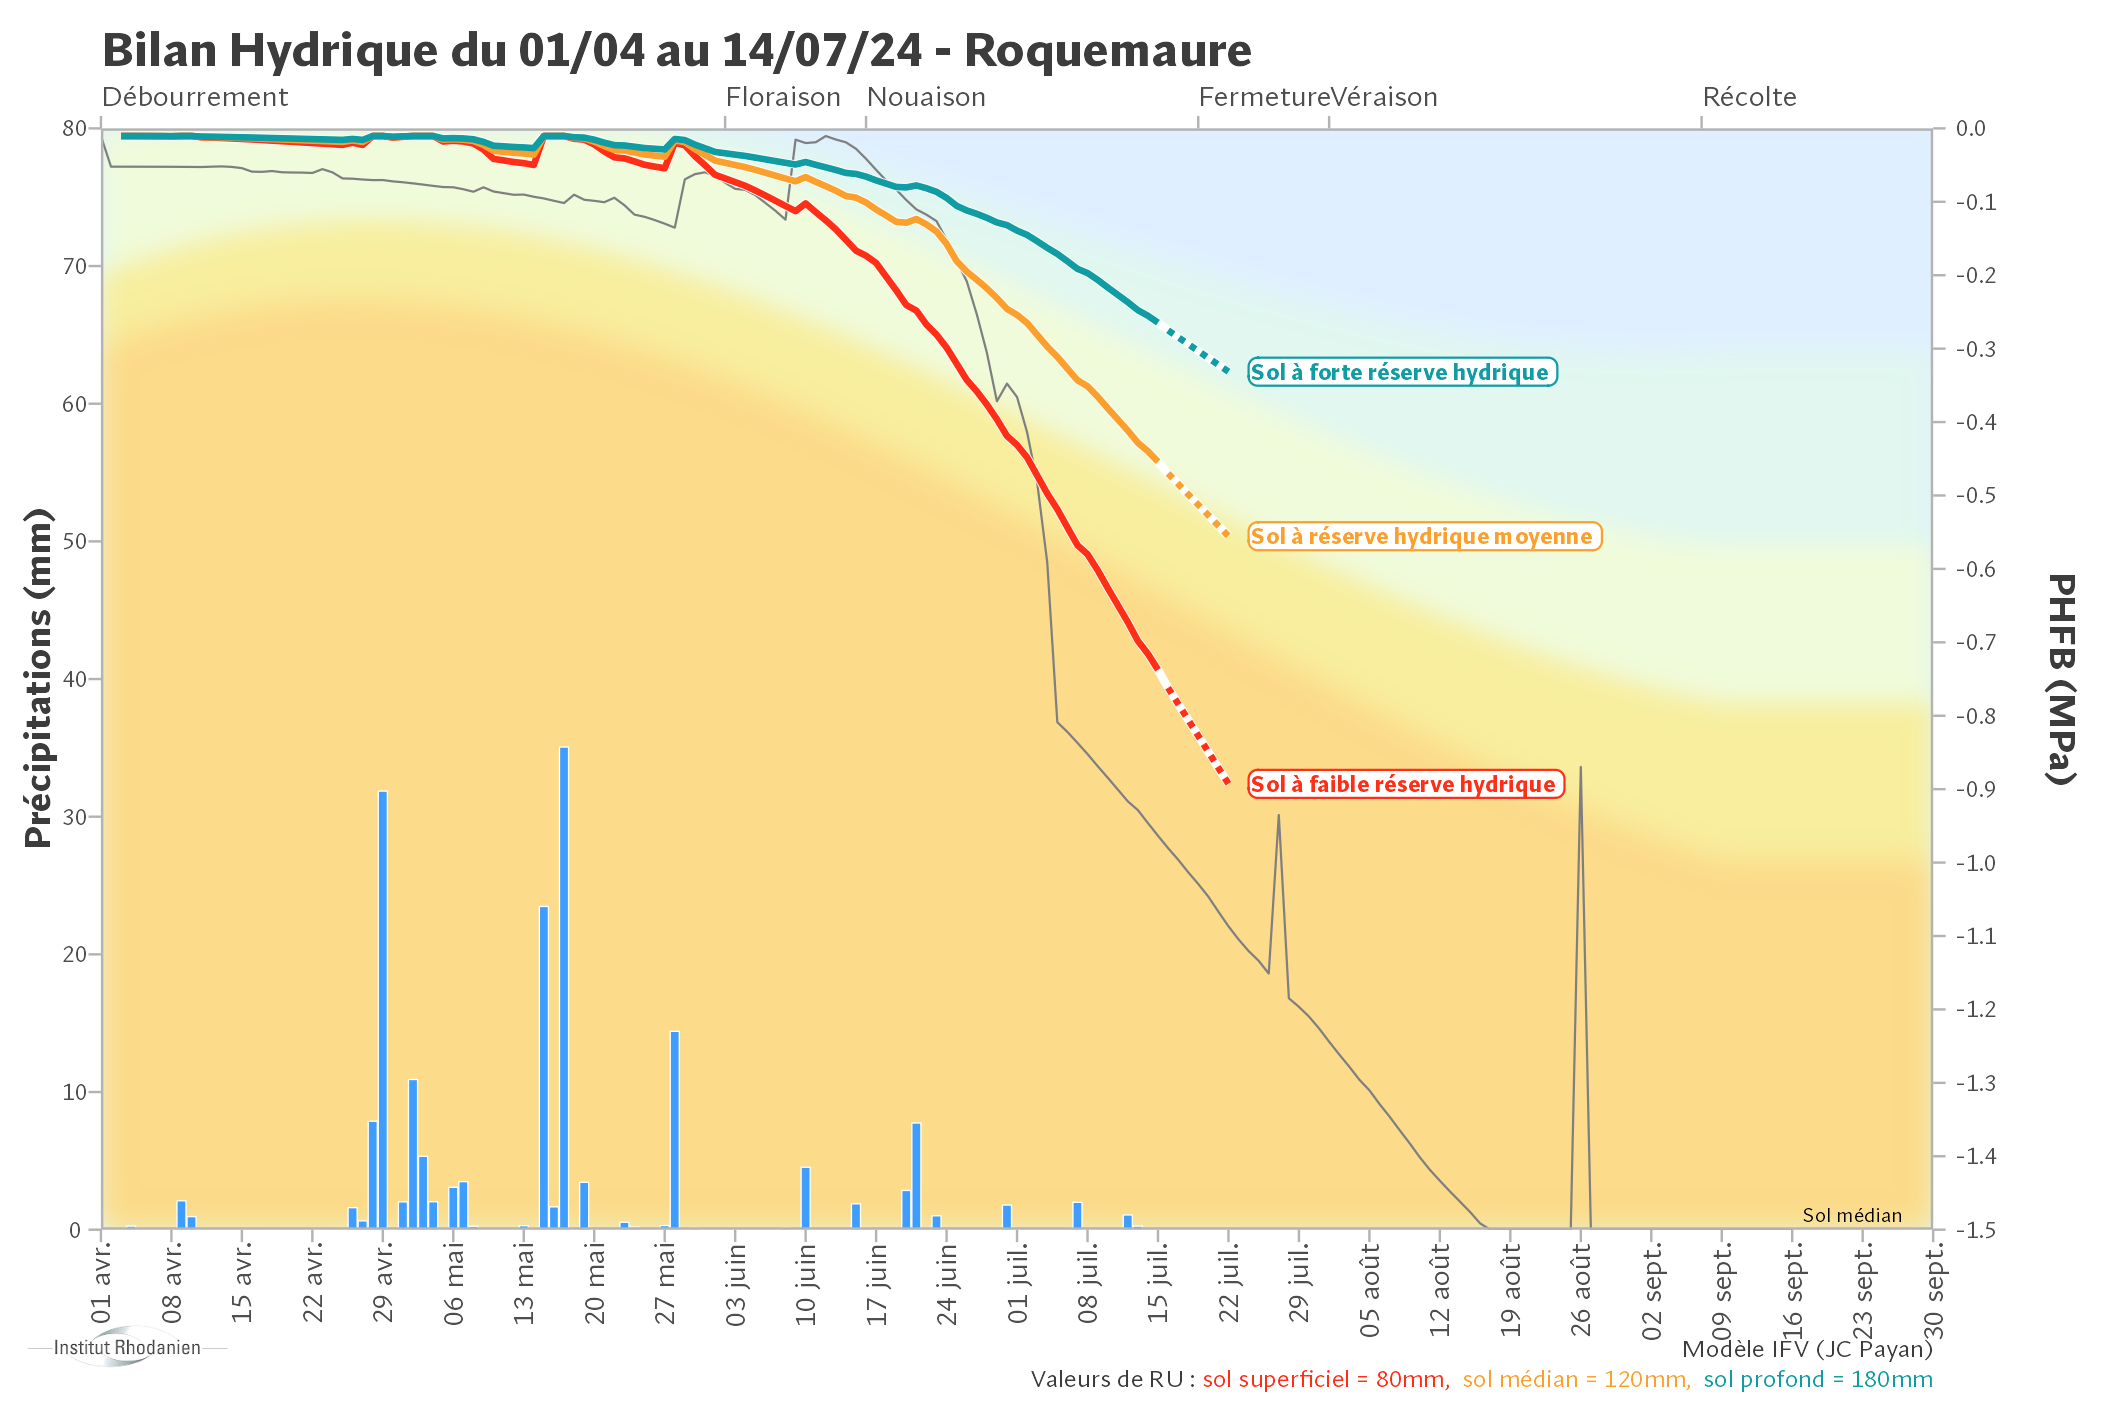 Bilan Hydrique du 01/04 au 14/07/24 - Roquemaure
Débourrement Floraison Nouaison Fermeture Véraison Récolte
Précipitations (mm)
80
70
60
50
40
30
20
10
0
0.0
-0.1
-0.2
-0.3
-0.4
-0.5
-0.6
-0.7
-0.8
-0.9
-1.0
-1.1
-1.2
-1.3
-1.4
-1.5
PHFB (MPa)
Sol à forte réserve hydrique
Sol à réserve hydrique moyenne
Sol à faible réserve hydrique
Sol médian
01 avr.
08 avr.
15 avr.
22 avr.
29 avr.
06 mai
13 mai
20 mai
27 mai
03 juin
10 juin
17 juin
24 juin
01 juil.
08 juil.
15 juil.
22 juil.
29 juil.
05 août
12 août
19 août
26 août
02 sept.
09 sept.
16 sept.
23 sept.
30 sept.
Institut Rhodanien
Modèle IFV (JC Payan)
Valeurs de RU : sol superficiel = 80mm, sol médian = 120mm, sol profond = 180mm